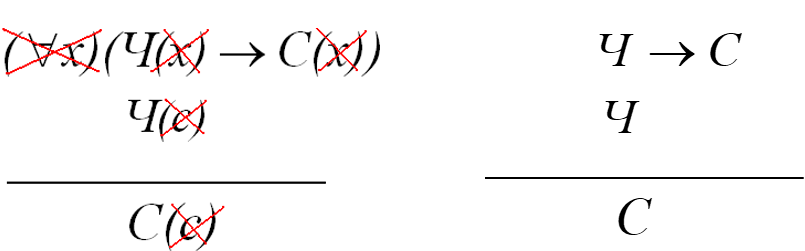 (∀x)(Ч(x) → С(x)) Ч → С
Ч(c) Ч
С(c) С